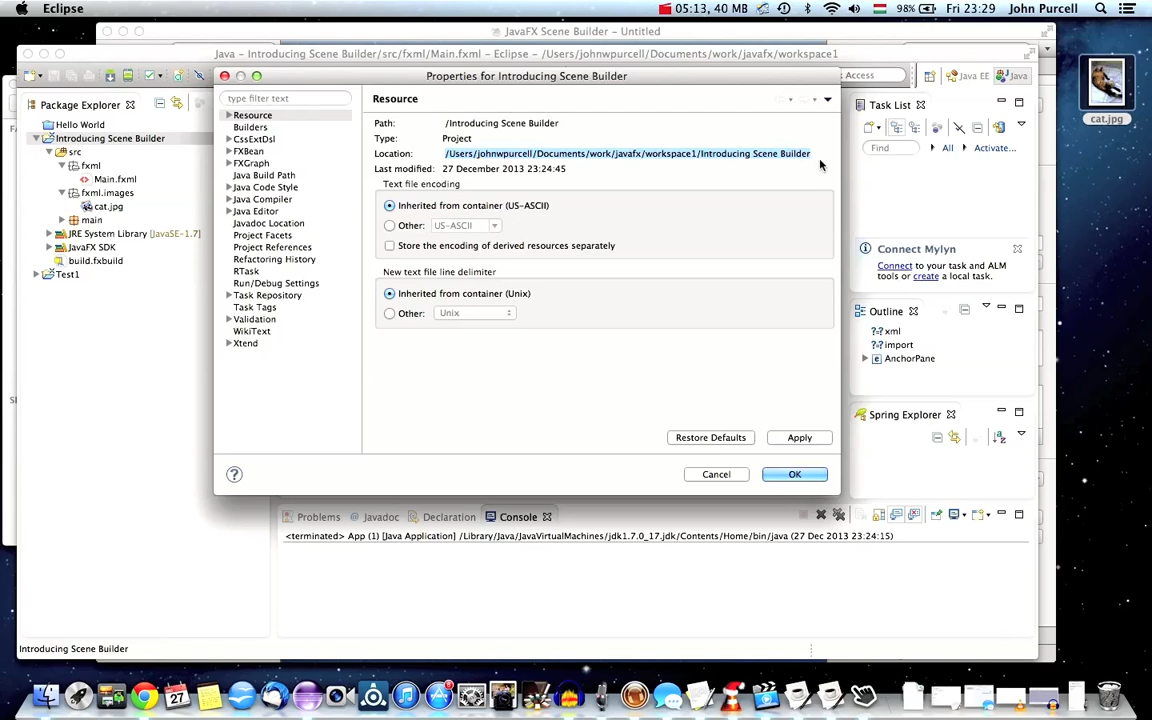 Eclipse
05:13, 40 MB
98%
Fri 23:29
John Purcell
JavaFX Scene Builder - Untitled
Java - Introducing Scene Builder/src/fxml/Main.fxml - Eclipse - /Users/johnwpurcell/Documents/work/javafx/workspace1
Properties for Introducing Scene Builder
Access
Java EE
Java
Package Explorer
Hello World
Introducing Scene Builder
src
fxml
Main.fxml
fxml.images
cat.jpg
main
JRE System Library [JavaSE-1.7]
JavaFX SDK
build.fxbuild
Test1
type filter text
Resource
Builders
CssExtDsl
FXBean
FXGraph
Java Build Path
Java Code Style
Java Compiler
Java Editor
Javadoc Location
Project Facets
Project References
Refactoring History
RTask
Run/Debug Settings
Task Repository
Task Tags
Validation
WikiText
Xtend
Resource
Path: /Introducing Scene Builder
Type: Project
Location: /Users/johnwpurcell/Documents/work/javafx/workspace1/Introducing Scene Builder
Last modified: 27 December 2013 23:24:45
Text file encoding
Inherited from container (US-ASCII)
Other: US-ASCII
Store the encoding of derived resources separately
New text file line delimiter
Inherited from container (Unix)
Other: Unix
Restore Defaults
Apply
Cancel
OK
Task List
Find
All
Activate...
Connect Mylyn
Connect to your task and ALM
tools or create a local task.
Outline
xml
import
AnchorPane
Spring Explorer
cat.jpg
Problems
Javadoc
Declaration
Console
<terminated> App (1) [Java Application] /Library/Java/JavaVirtualMachines/jdk1.7.0_17.jdk/Contents/Home/bin/java (27 Dec 2013 23:24:15)
Introducing Scene Builder
27